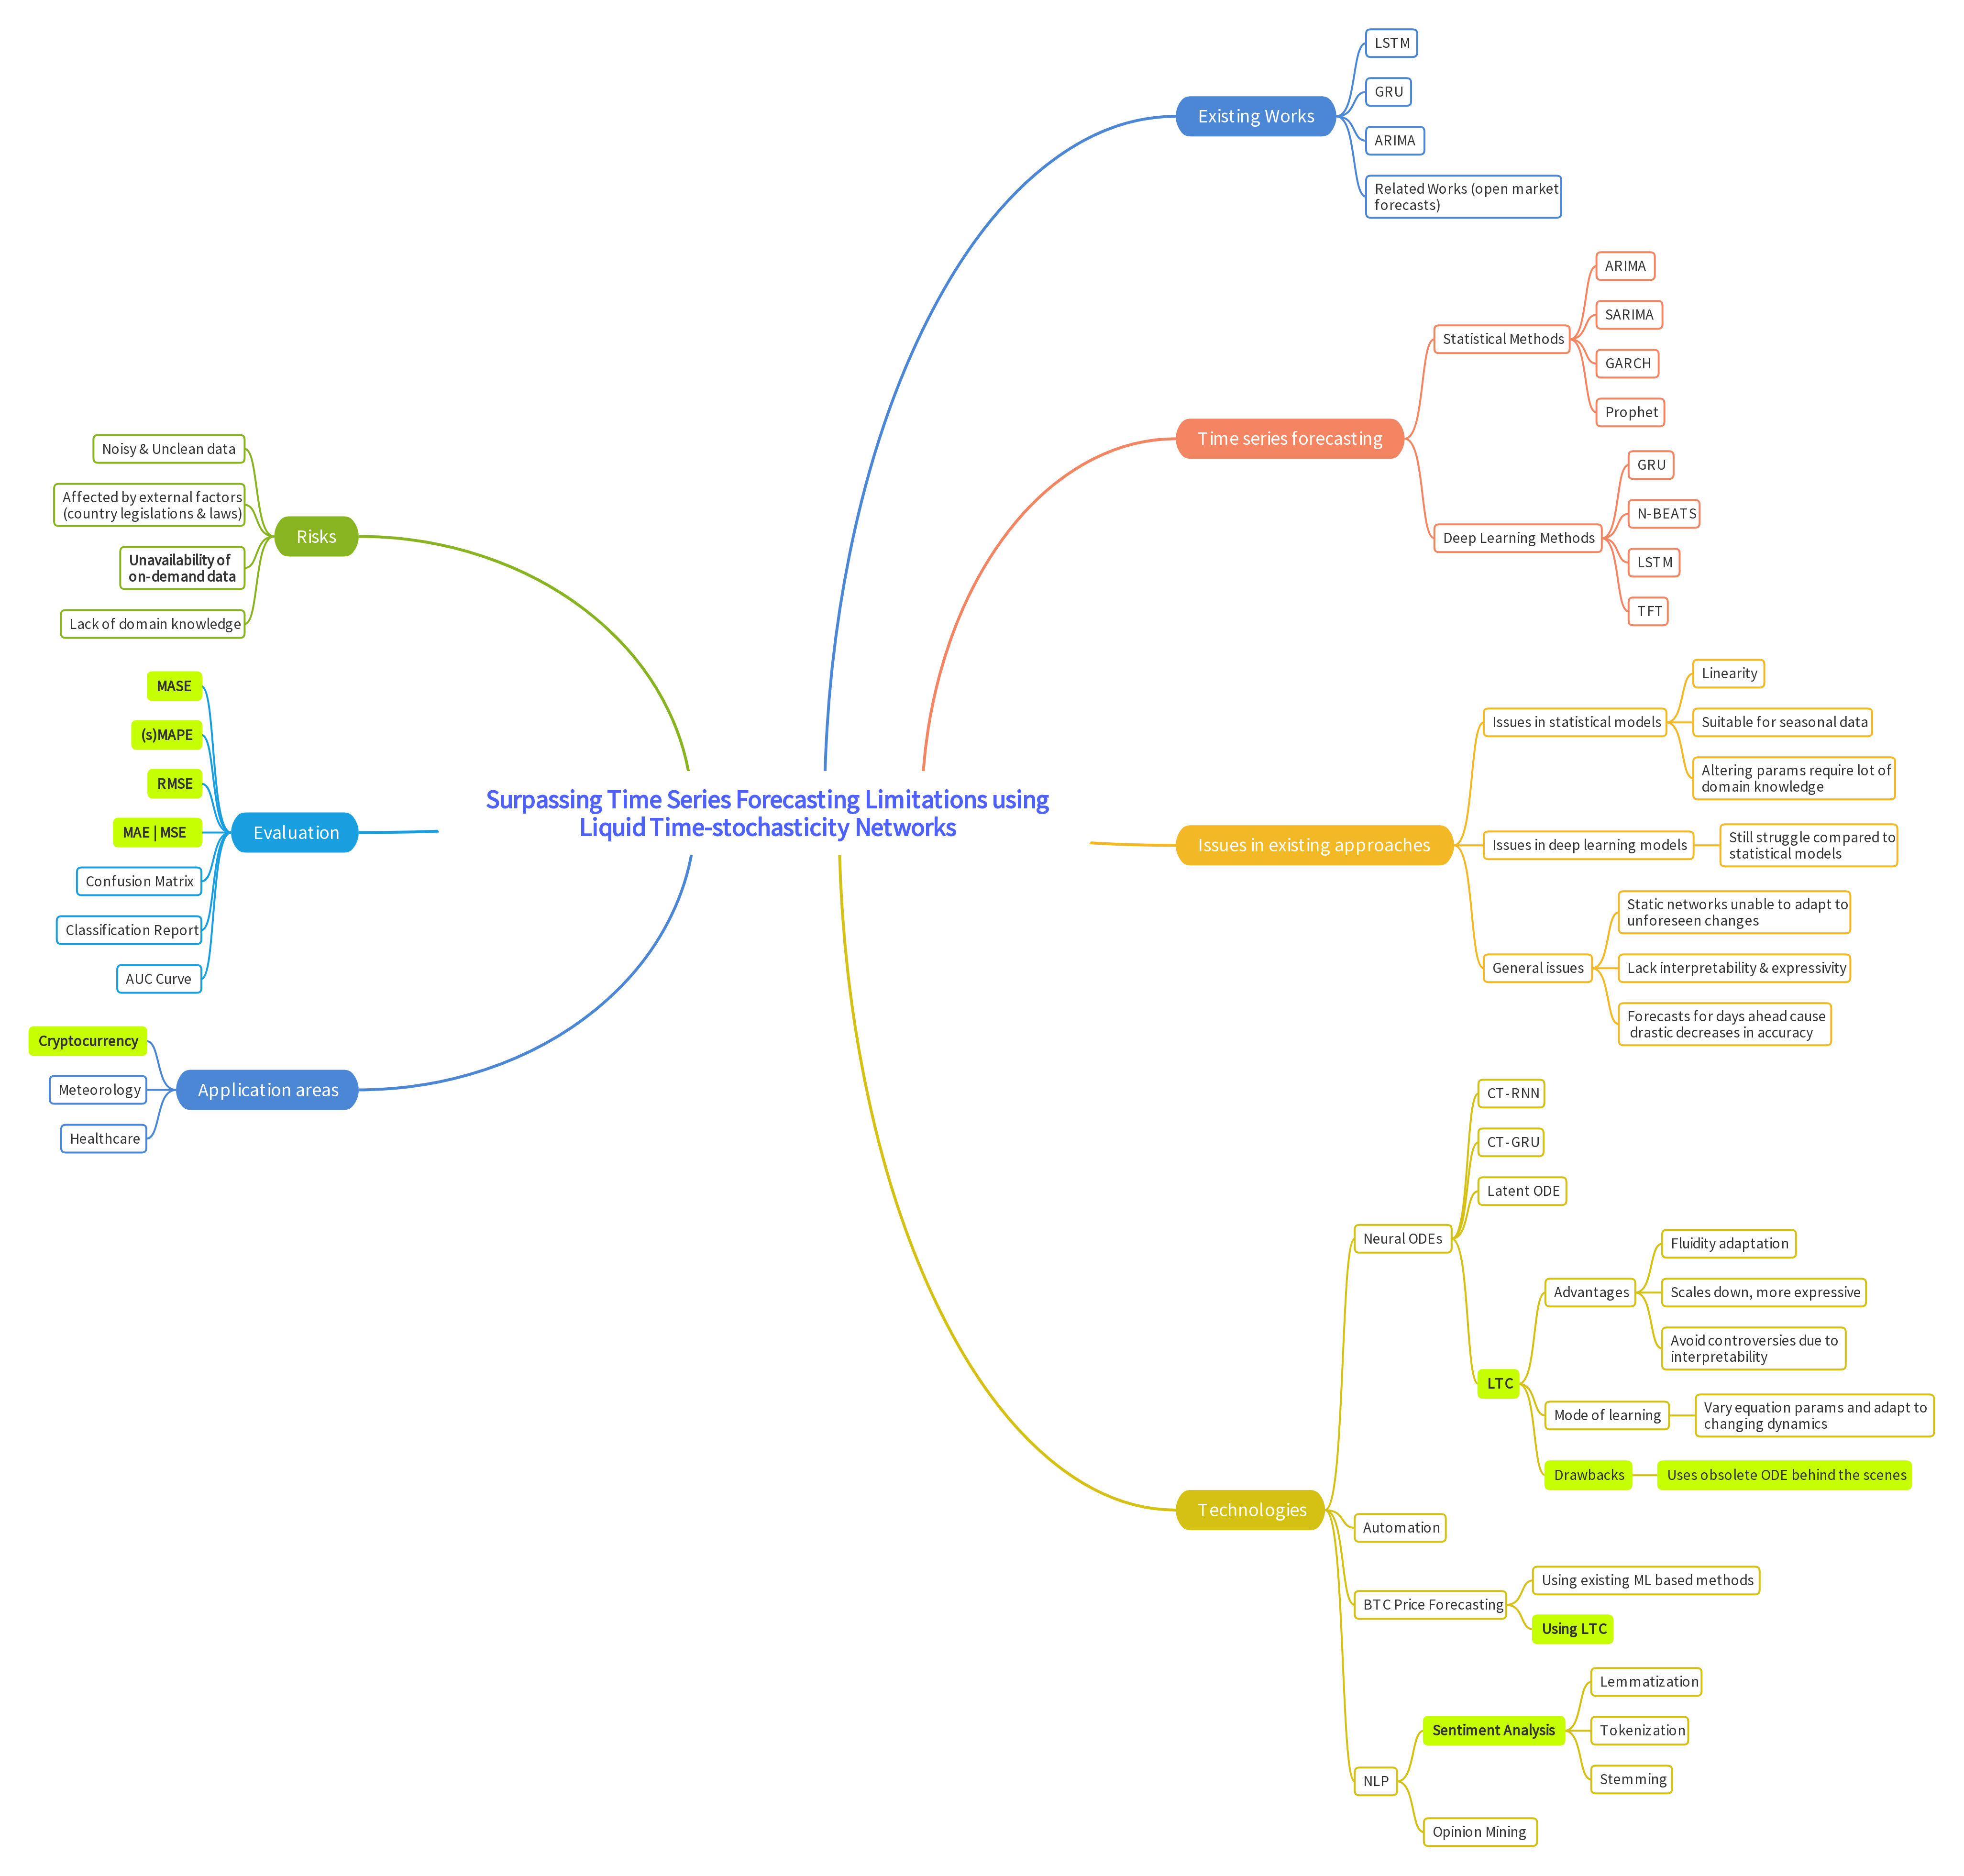 Surpassing Time Series Forecasting Limitations using
Liquid Time-stochasticity Networks
Existing Works
LSTM
GRU
ARIMA
Related Works (open market
forecasts)
Time series forecasting
Statistical Methods
ARIMA
SARIMA
GARCH
Prophet
Deep Learning Methods
GRU
N-BEATS
LSTM
TFT
Issues in existing approaches
Issues in statistical models
Linearity
Suitable for seasonal data
Altering params require lot of
domain knowledge
Issues in deep learning models
Still struggle compared to
statistical models
General issues
Static networks unable to adapt to
unforeseen changes
Lack interpretability & expressivity
Forecasts for days ahead cause
drastic decreases in accuracy
Technologies
Neural ODEs
CT-RNN
CT-GRU
Latent ODE
LTC
Advantages
Fluidity adaptation
Scales down, more expressive
Avoid controversies due to
interpretability
Mode of learning
Vary equation params and adapt to
changing dynamics
Drawbacks
Uses obsolete ODE behind the scenes
Automation
BTC Price Forecasting
Using existing ML based methods
Using LTC
NLP
Sentiment Analysis
Lemmatization
Tokenization
Stemming
Opinion Mining
Risks
Noisy & Unclean data
Affected by external factors
(country legislations & laws)
Unavailability of
on-demand data
Lack of domain knowledge
Evaluation
MASE
(s)MAPE
RMSE
MAE | MSE
Confusion Matrix
Classification Report
AUC Curve
Application areas
Cryptocurrency
Meteorology
Healthcare